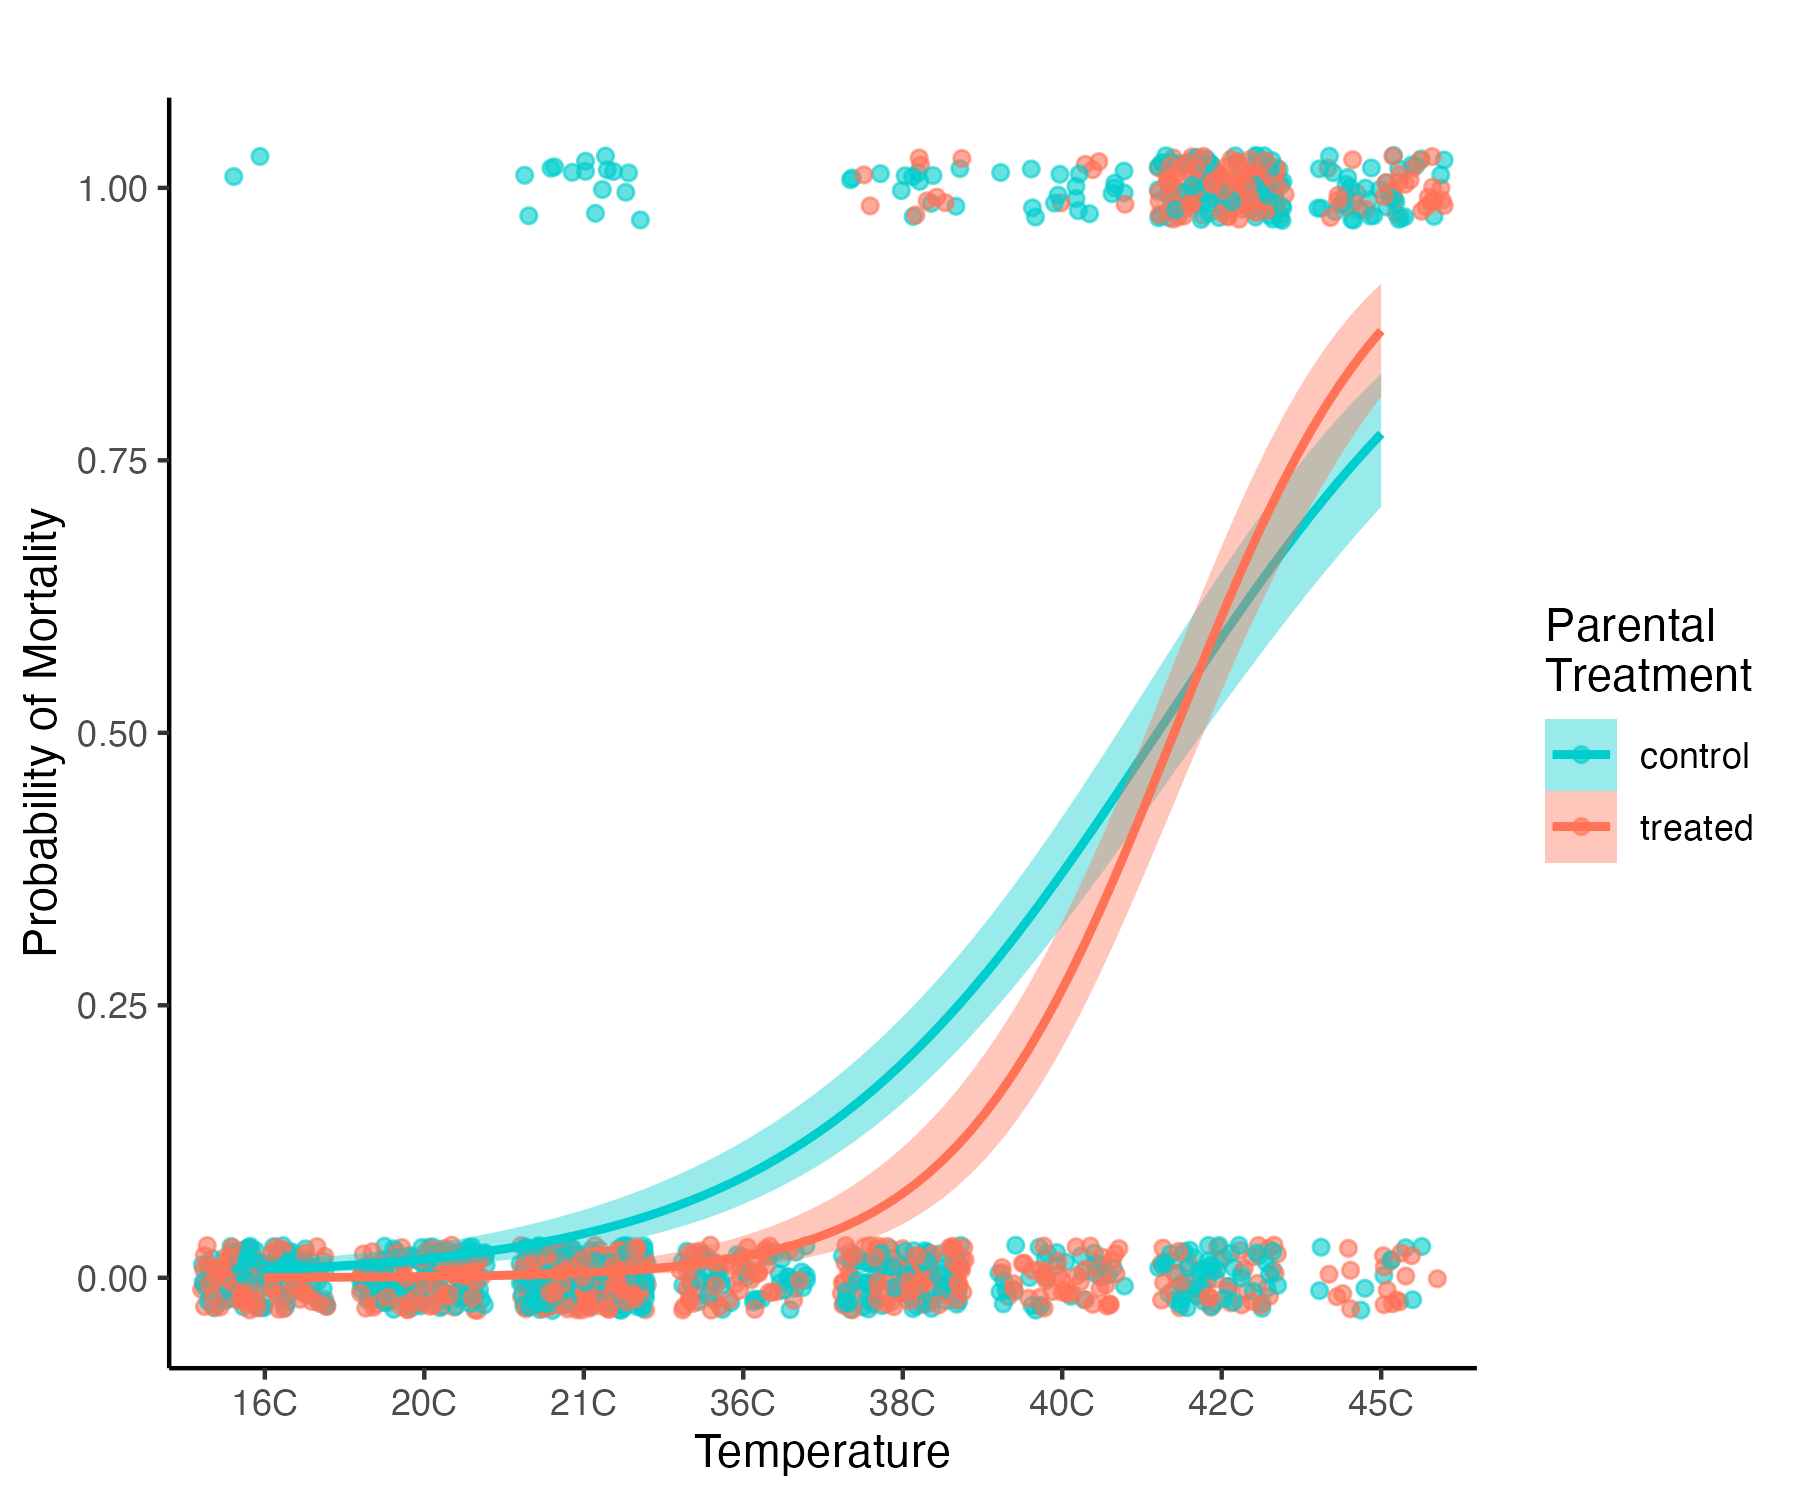 1.00
0.75
0.50
0.25
0.00
Probability of Mortality
16C 20C 21C 36C 38C 40C 42C 45C
Temperature
Parental
Treatment
control
treated